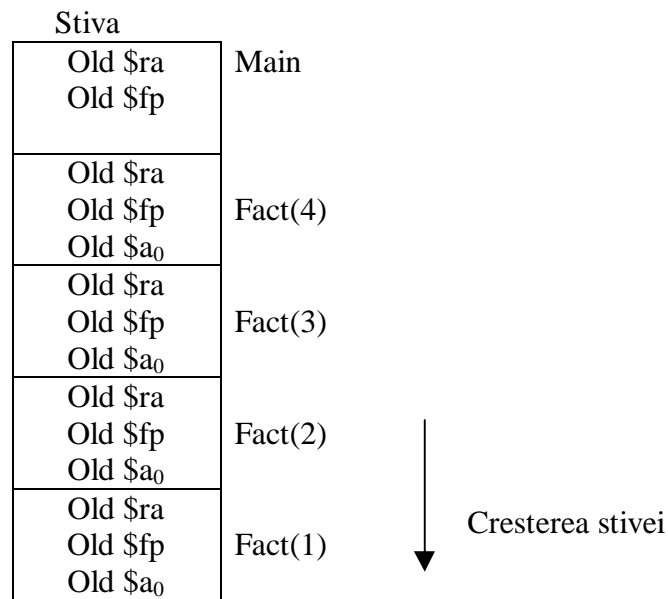 Stiva
Old $ra Main
Old $fp
Old $ra
Old $fp Fact(4)
Old $a₀
Old $ra
Old $fp Fact(3)
Old $a₀
Old $ra
Old $fp Fact(2)
Old $a₀
Old $ra
Cresterea stivei
Old $fp Fact(1)
Old $a₀